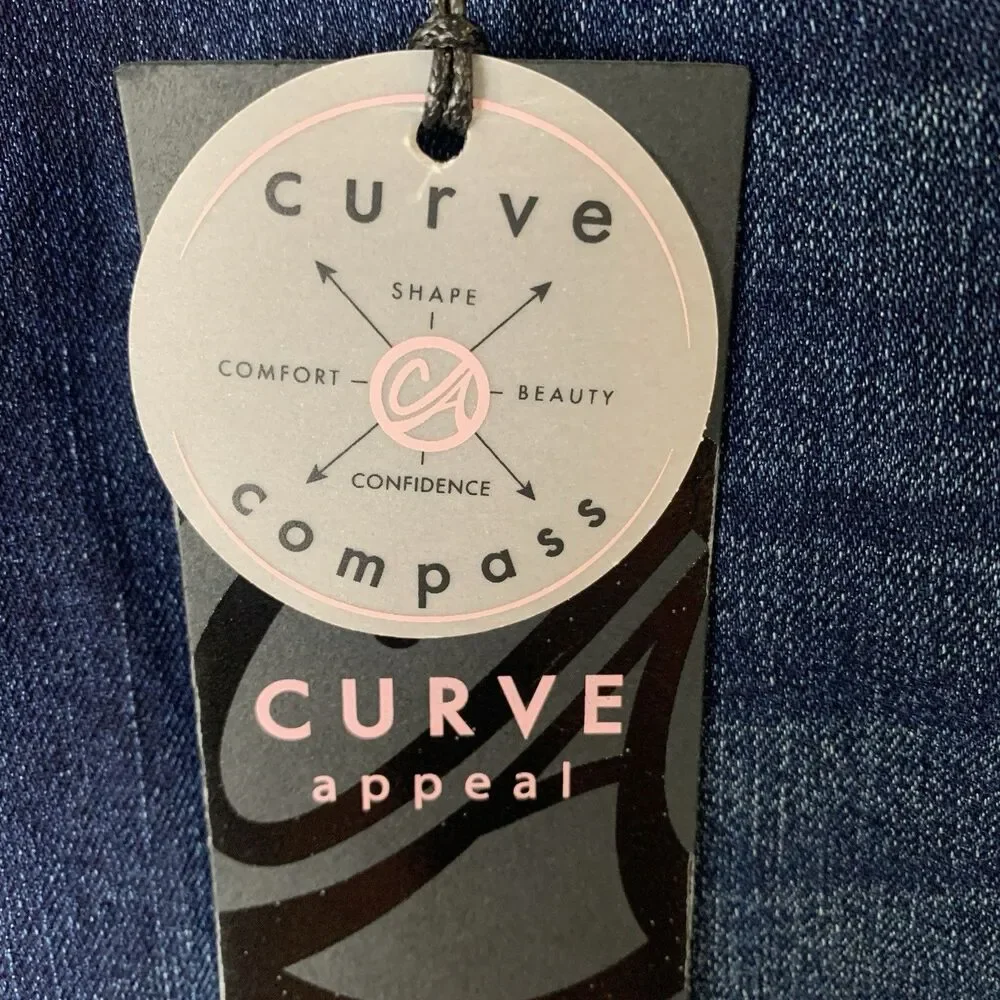 curve
SHAPE
COMFORT CA BEAUTY
CONFIDENCE
compass
CURVE
appeal